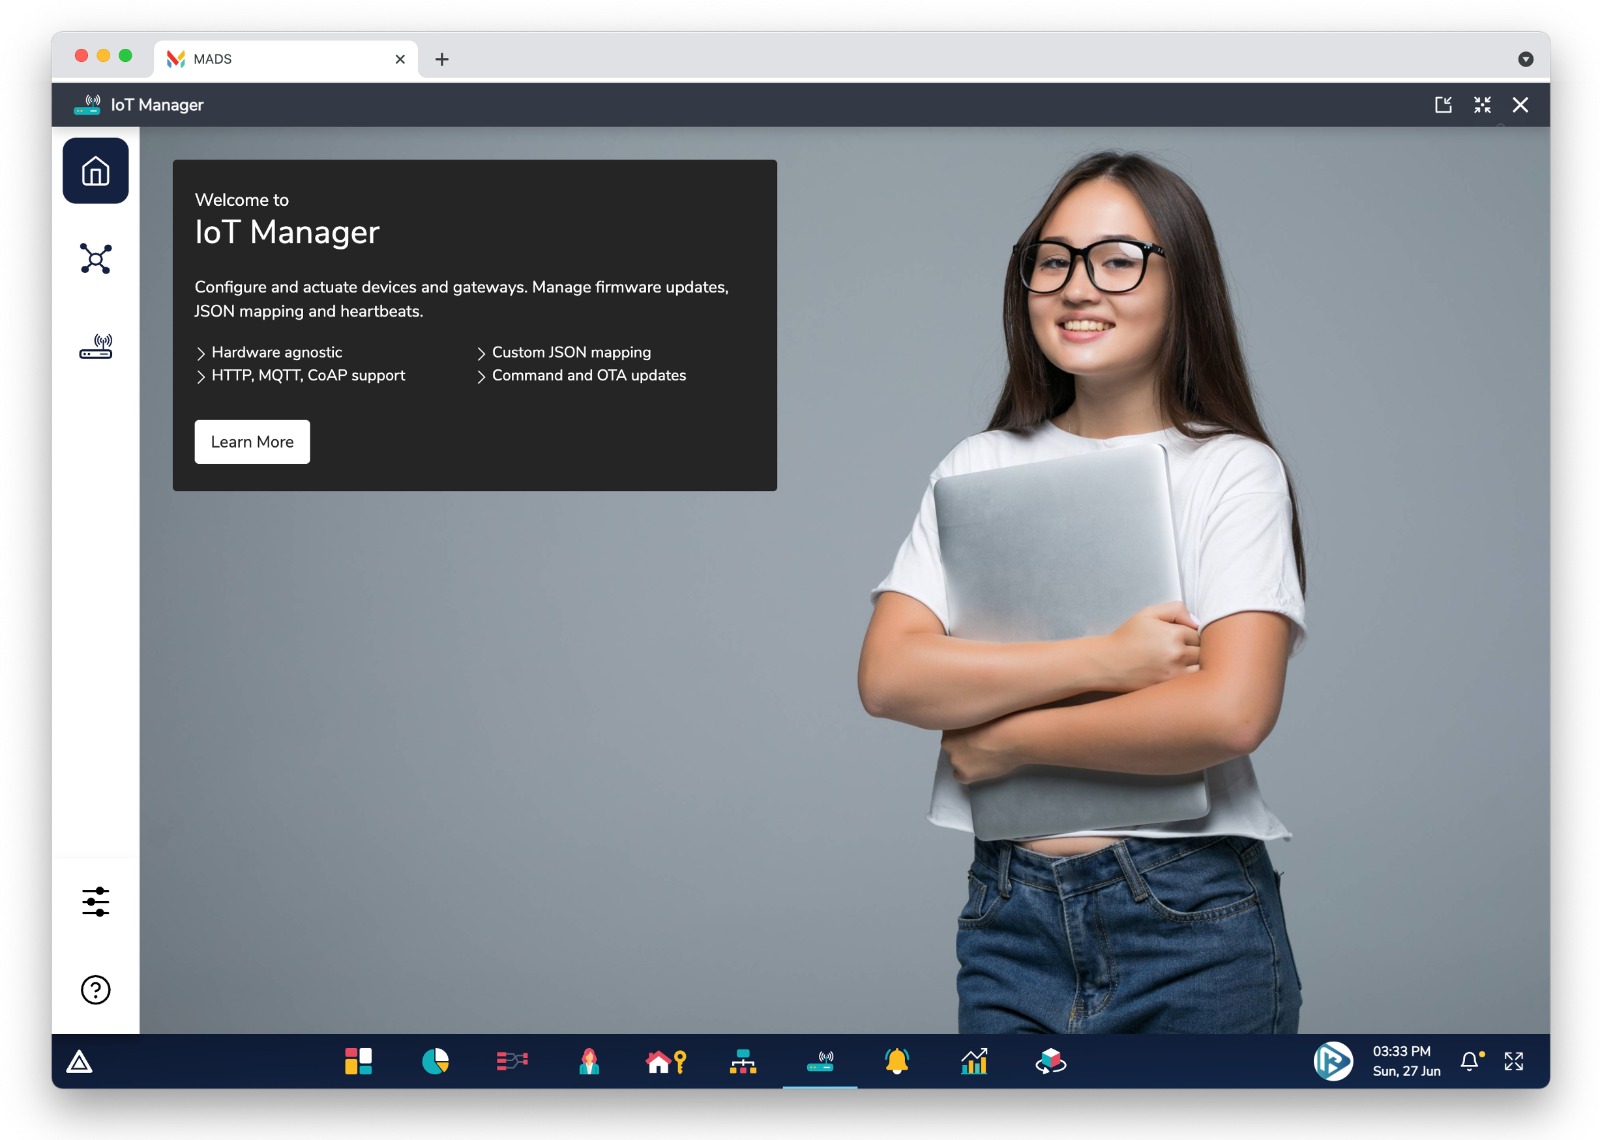 MADS
IoT Manager
Welcome to
IoT Manager
Configure and actuate devices and gateways. Manage firmware updates,
JSON mapping and heartbeats.
Hardware agnostic
Custom JSON mapping
HTTP, MQTT, CoAP support
Command and OTA updates
Learn More
03:33 PM
Sun, 27 Jun